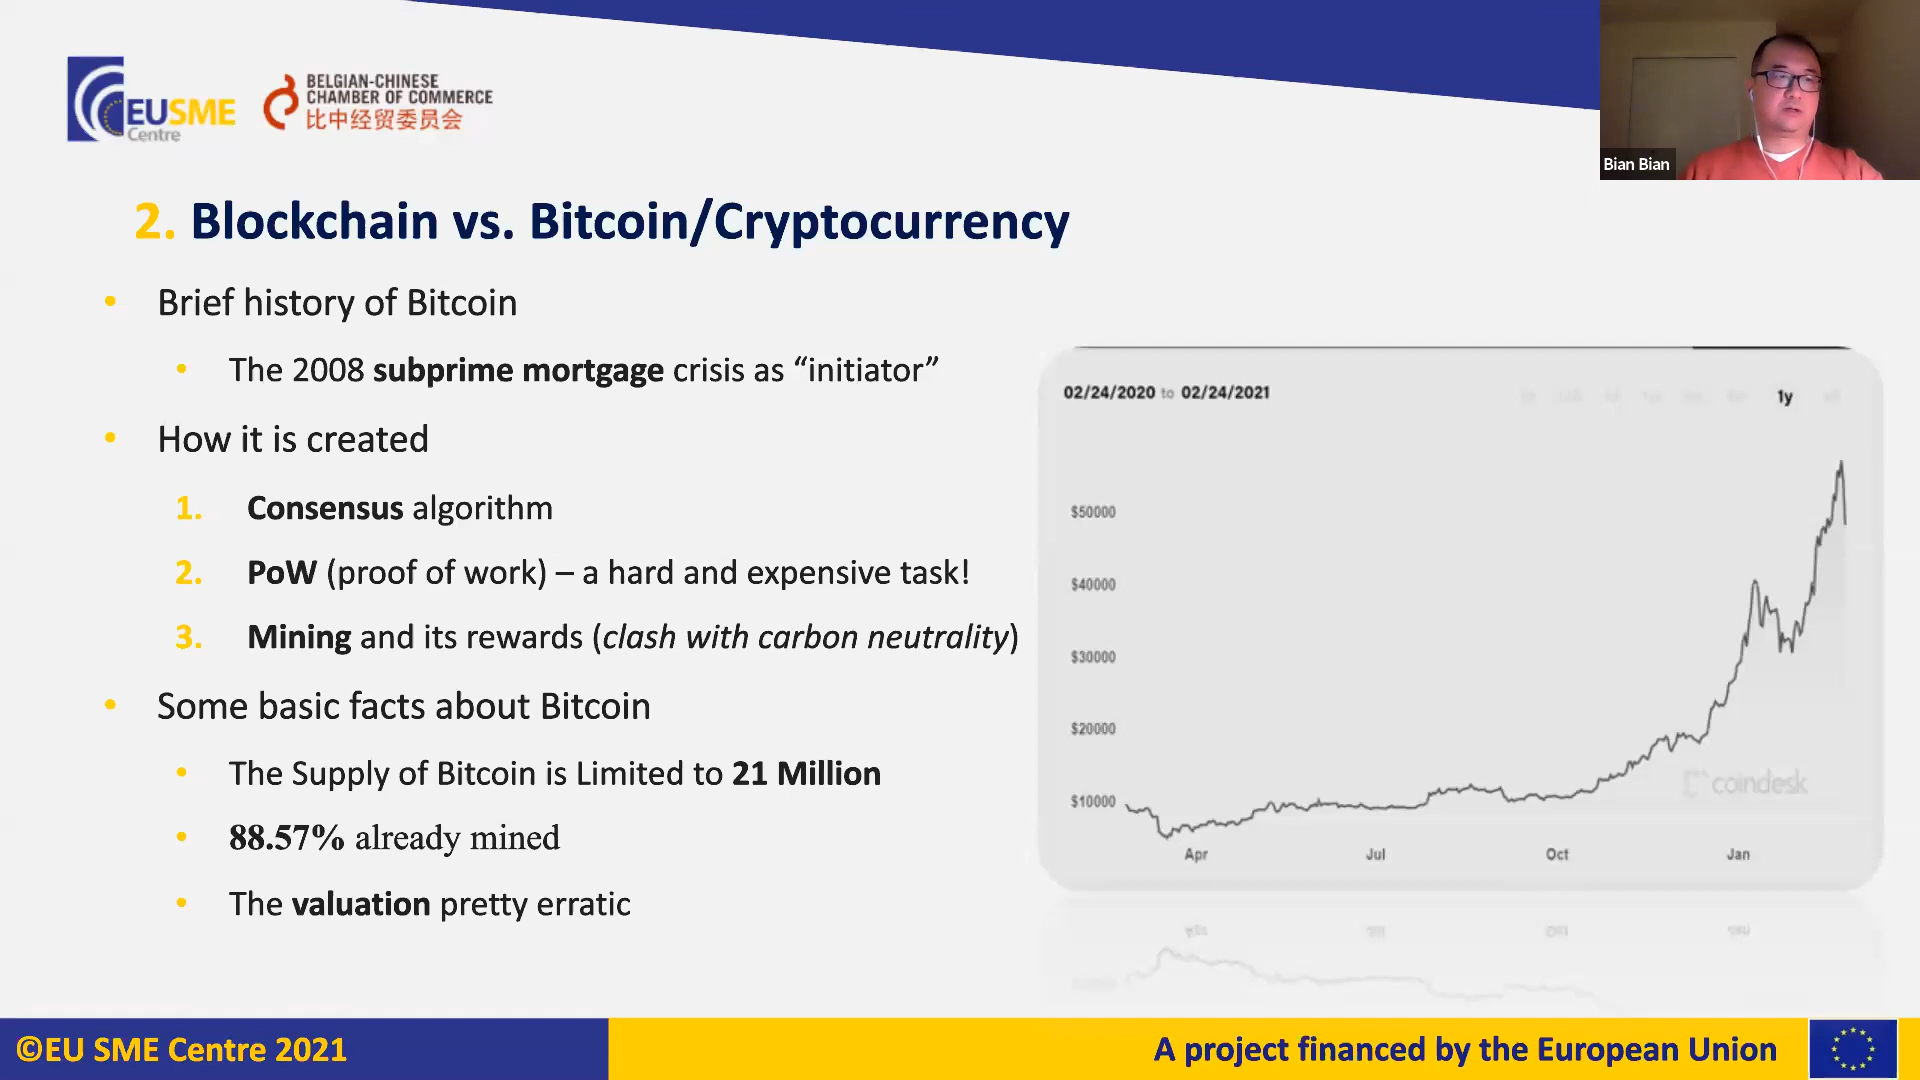 EUSME
Centre
BELGIAN-CHINESE
CHAMBER OF COMMERCE
比中经贸委员会
Bian Bian
2. Blockchain vs. Bitcoin/Cryptocurrency
• Brief history of Bitcoin
• The 2008 subprime mortgage crisis as “initiator”
• How it is created
1. Consensus algorithm
2. PoW (proof of work) – a hard and expensive task!
3. Mining and its rewards (clash with carbon neutrality)
• Some basic facts about Bitcoin
• The Supply of Bitcoin is Limited to 21 Million
• 88.57% already mined
• The valuation pretty erratic
02/24/2020 to 02/24/2021
1y
$50000
$40000
$30000
$20000
$10000
coindesk
Apr Jul Oct Jan
©EU SME Centre 2021
A project financed by the European Union